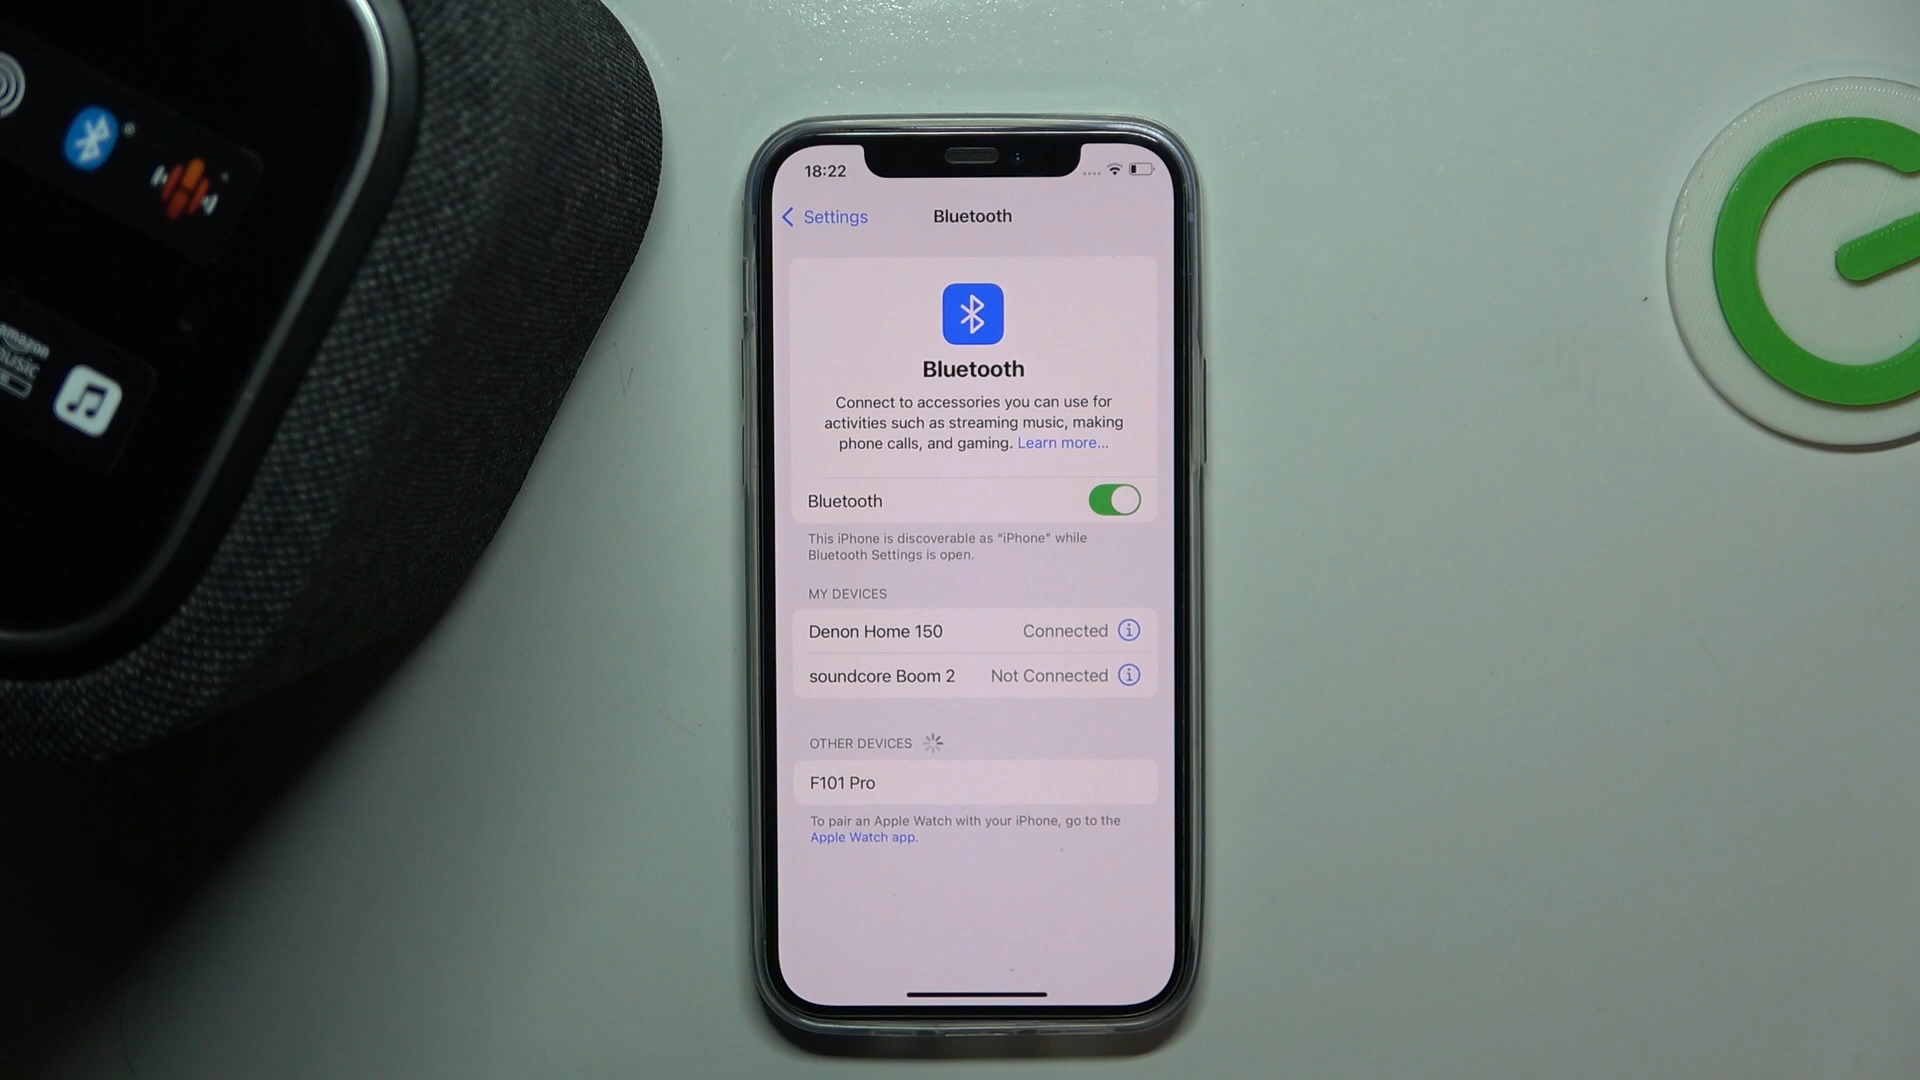 amazon
music
18:22
Settings
Bluetooth
Bluetooth
Connect to accessories you can use for
activities such as streaming music, making
phone calls, and gaming. Learn more...
Bluetooth
This iPhone is discoverable as “iPhone” while
Bluetooth Settings is open.
MY DEVICES
Denon Home 150 Connected
soundcore Boom 2 Not Connected
OTHER DEVICES
F101 Pro
To pair an Apple Watch with your iPhone, go to the
Apple Watch app.